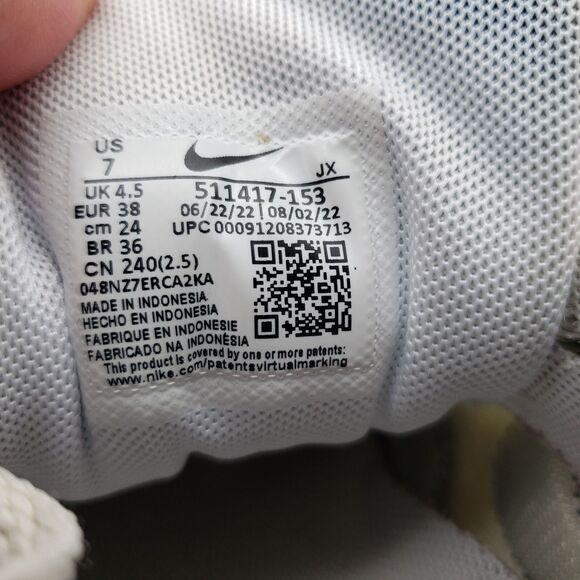 US
7
JX
UK 4.5
511417-153
EUR 38
06/22/22 | 08/02/22
cm 24
UPC 00091208373713
BR 36
CN 240(2.5)
048NZ7ERCA2KA
MADE IN INDONESIA
HECHO EN INDONESIA
FABRIQUE EN INDONESIE
FABRICADO NA INDONÈSIA
This product is covered by one or more patents:
www.nike.com/patentsvirtualmarking